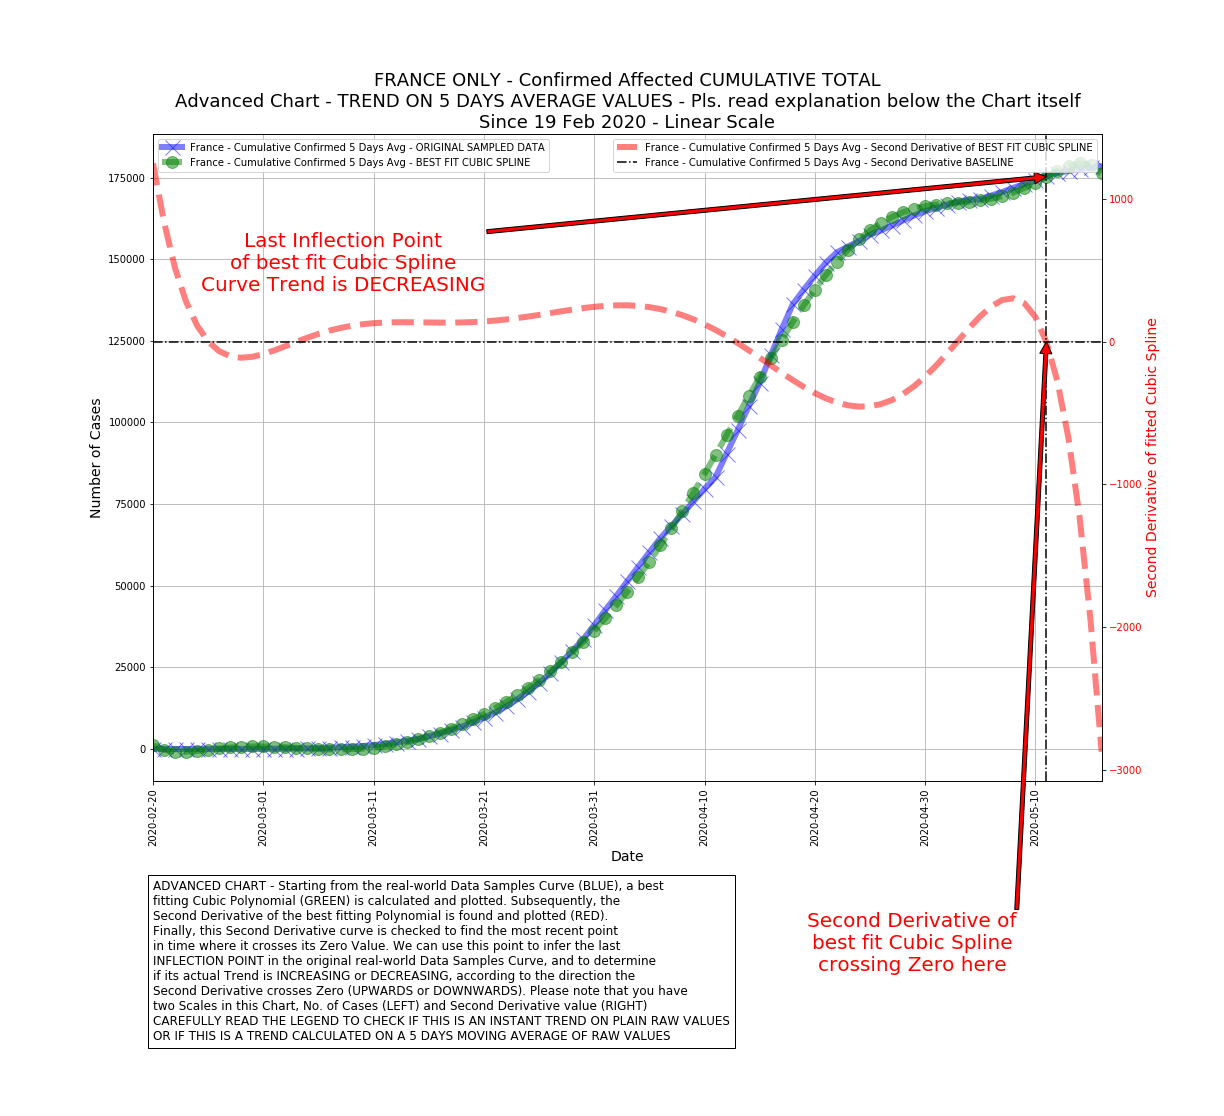 FRANCE ONLY - Confirmed Affected CUMULATIVE TOTAL
Advanced Chart - TREND ON 5 DAYS AVERAGE VALUES - Pls. read explanation below the Chart itself
Since 19 Feb 2020 - Linear Scale
France - Cumulative Confirmed 5 Days Avg - ORIGINAL SAMPLED DATA
France - Cumulative Confirmed 5 Days Avg - BEST FIT CUBIC SPLINE
France - Cumulative Confirmed 5 Days Avg - Second Derivative of BEST FIT CUBIC SPLINE
France - Cumulative Confirmed 5 Days Avg - Second Derivative BASELINE
Last Inflection Point
of best fit Cubic Spline
Curve Trend is DECREASING
Number of Cases
175000
150000
125000
100000
75000
50000
25000
0
1000
0
−1000
−2000
−3000
Second Derivative of fitted Cubic Spline
2020-02-20
2020-03-01
2020-03-11
2020-03-21
2020-03-31
2020-04-10
2020-04-20
2020-04-30
2020-05-10
Date
ADVANCED CHART - Starting from the real-world Data Samples Curve (BLUE), a best
fitting Cubic Polynomial (GREEN) is calculated and plotted. Subsequently, the
Second Derivative of the best fitting Polynomial is found and plotted (RED).
Finally, this Second Derivative curve is checked to find the most recent point
in time where it crosses its Zero Value. We can use this point to infer the last
INFLECTION POINT in the original real-world Data Samples Curve, and to determine
if its actual Trend is INCREASING or DECREASING, according to the direction the
Second Derivative crosses Zero (UPWARDS or DOWNWARDS). Please note that you have
two Scales in this Chart, No. of Cases (LEFT) and Second Derivative value (RIGHT)
CAREFULLY READ THE LEGEND TO CHECK IF THIS IS AN INSTANT TREND ON PLAIN RAW VALUES
OR IF THIS IS A TREND CALCULATED ON A 5 DAYS MOVING AVERAGE OF RAW VALUES
Second Derivative of
best fit Cubic Spline
crossing Zero here